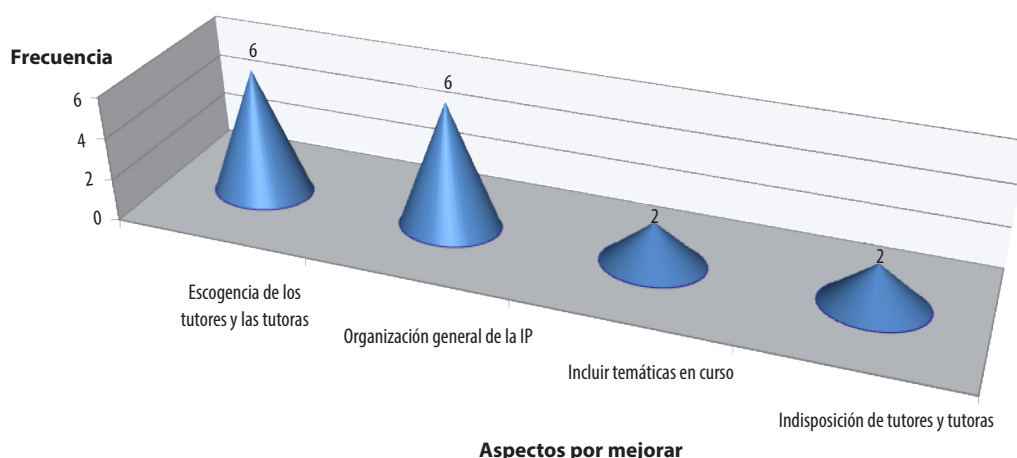 Frecuencia
6
4
2
0
6
6
2
2
Escogencia de los
tutores y las tutoras
Organización general de la IP
Incluir temáticas en curso
Indisposición de tutores y tutoras
Aspectos por mejorar